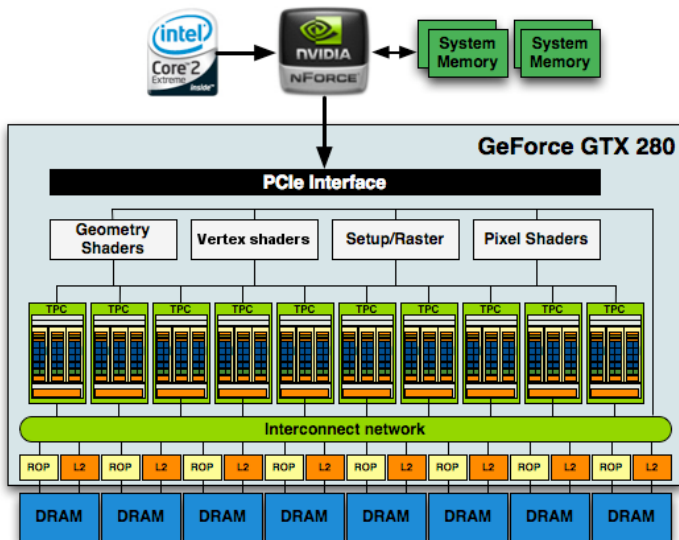 intel
Core™2
Extreme
inside™
NVIDIA
nFORCE
System
Memory
System
Memory
GeForce GTX 280
PCIe Interface
Geometry
Shaders
Vertex shaders
Setup/Raster
Pixel Shaders
TPC TPC TPC TPC TPC TPC TPC TPC TPC TPC
Interconnect network
ROP L2 ROP L2 ROP L2 ROP L2 ROP L2 ROP L2 ROP L2 ROP L2
DRAM DRAM DRAM DRAM DRAM DRAM DRAM DRAM